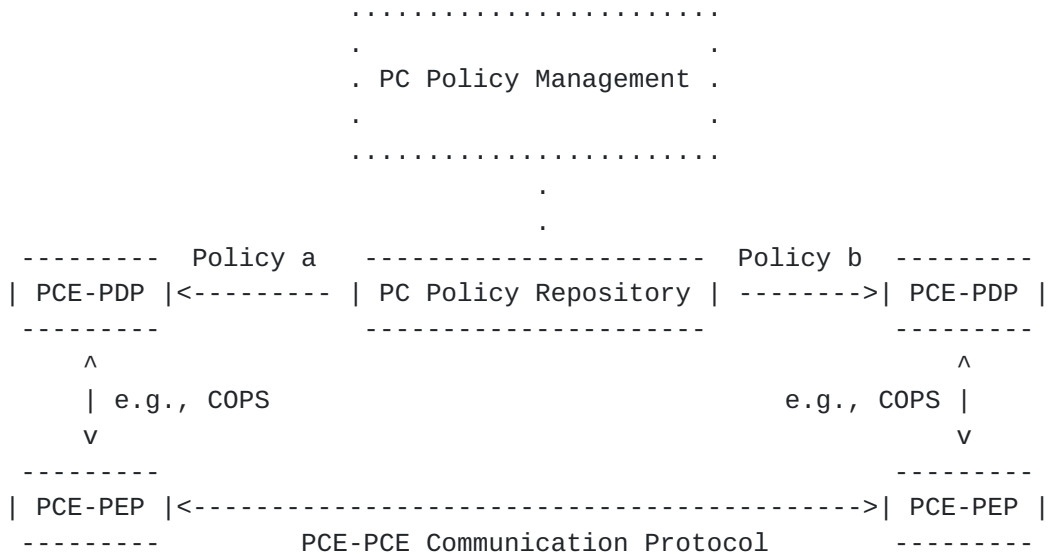 PC Policy Management
Policy a Policy b
PCE-PDP PC Policy Repository PCE-PDP
e.g., COPS e.g., COPS
PCE-PEP PCE-PEP
PCE-PCE Communication Protocol